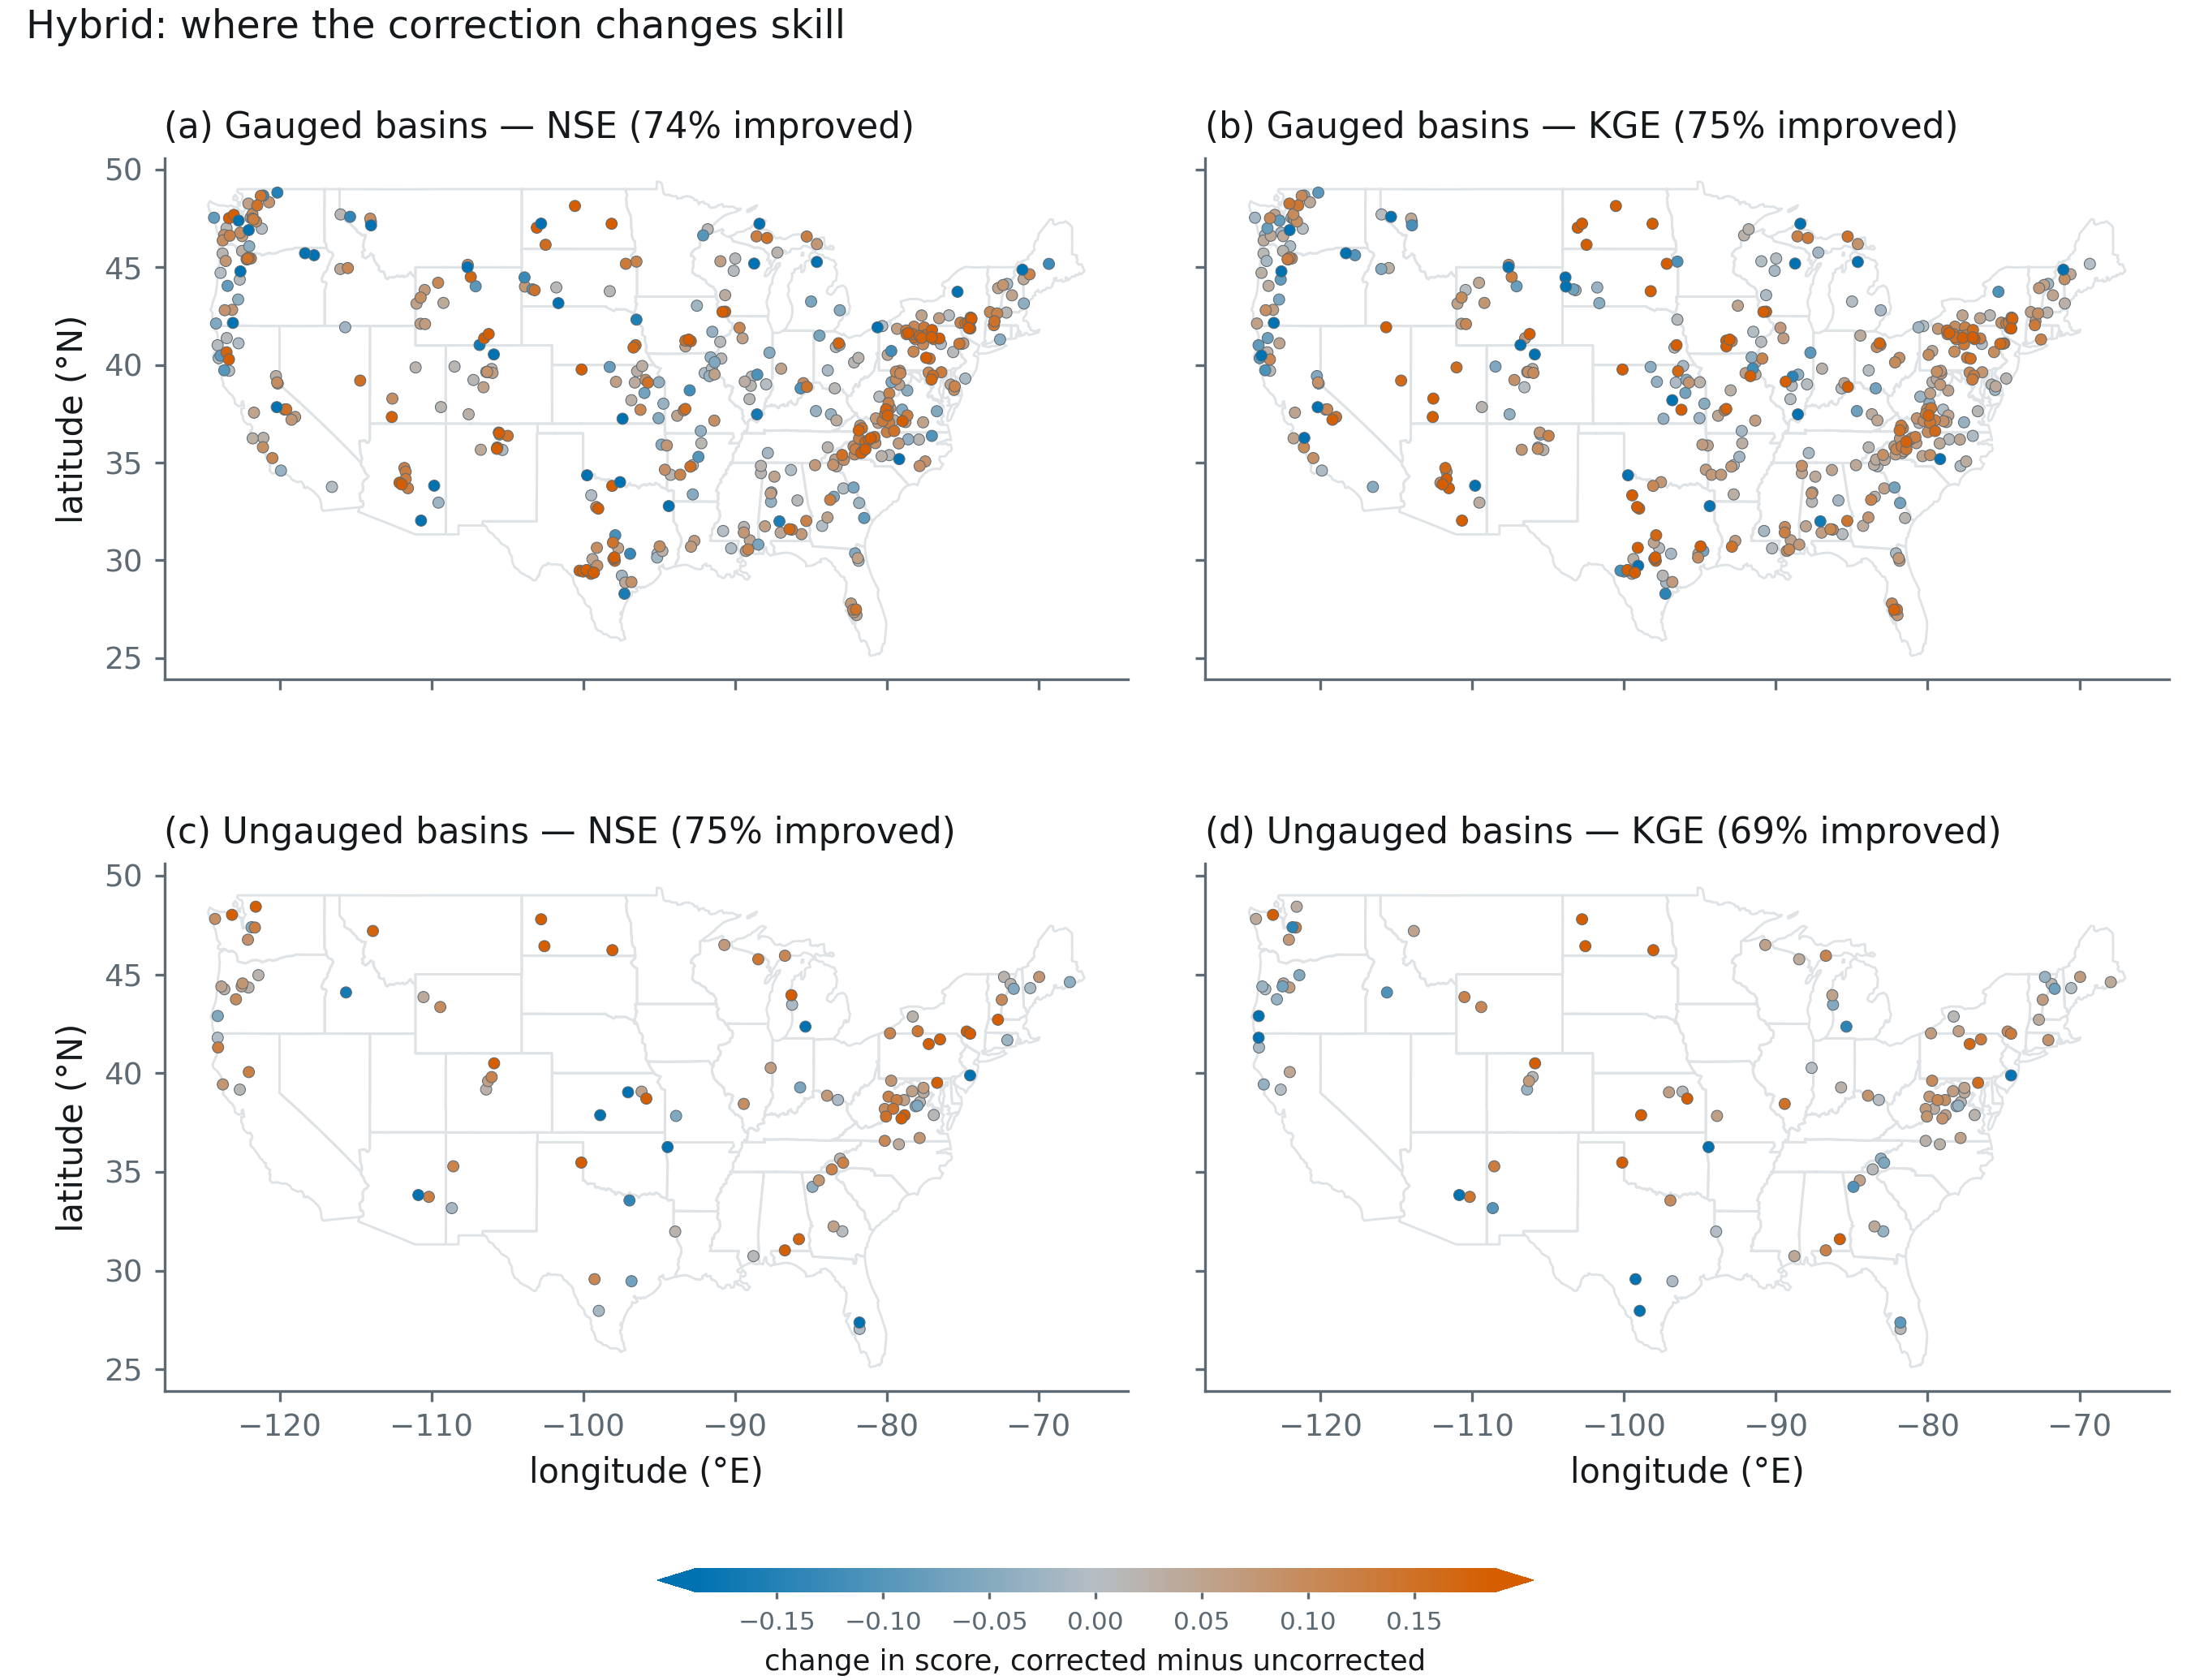 Hybrid: where the correction changes skill
(a) Gauged basins — NSE (74% improved)
(b) Gauged basins — KGE (75% improved)
50
45
40
35
30
25
latitude (°N)
(c) Ungauged basins — NSE (75% improved)
(d) Ungauged basins — KGE (69% improved)
50
45
40
35
30
25
latitude (°N)
−120 −110 −100 −90 −80 −70
−120 −110 −100 −90 −80 −70
longitude (°E)
longitude (°E)
−0.15 −0.10 −0.05 0.00 0.05 0.10 0.15
change in score, corrected minus uncorrected